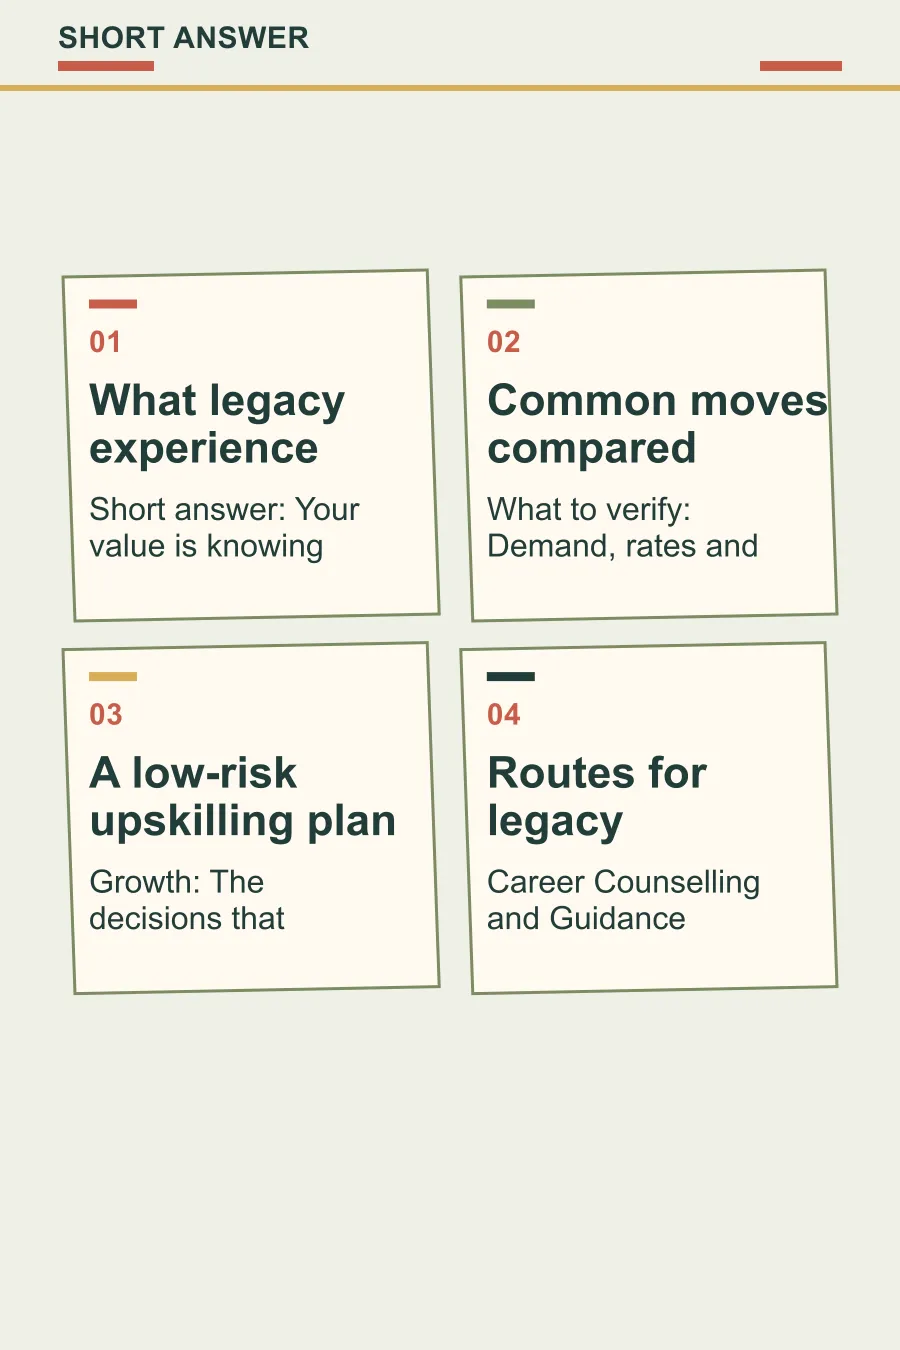 SHORT ANSWER
01
What legacy
experience
Short answer: Your
value is knowing
02
Common moves
compared
What to verify:
Demand, rates and
03
A low-risk
upskilling plan
Growth: The
decisions that
04
Routes for
legacy
Career Counselling
and Guidance